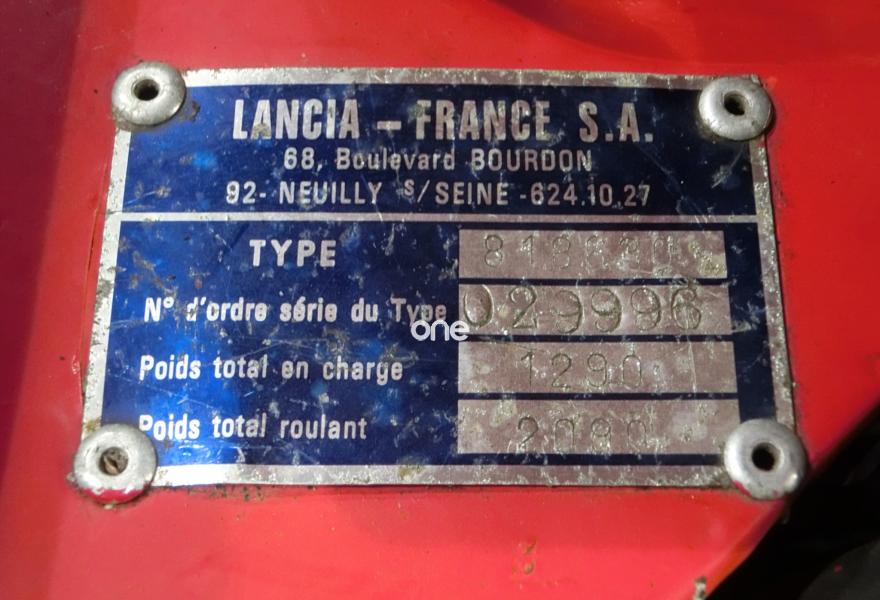 LANCIA – FRANCE S.A.
68, Boulevard BOURDON
92- NEUILLY S/ SEINE -624.10.27
TYPE
N° d'ordre série du Type 029996
Poids total en charge 1290
Poids total roulant 2090
one